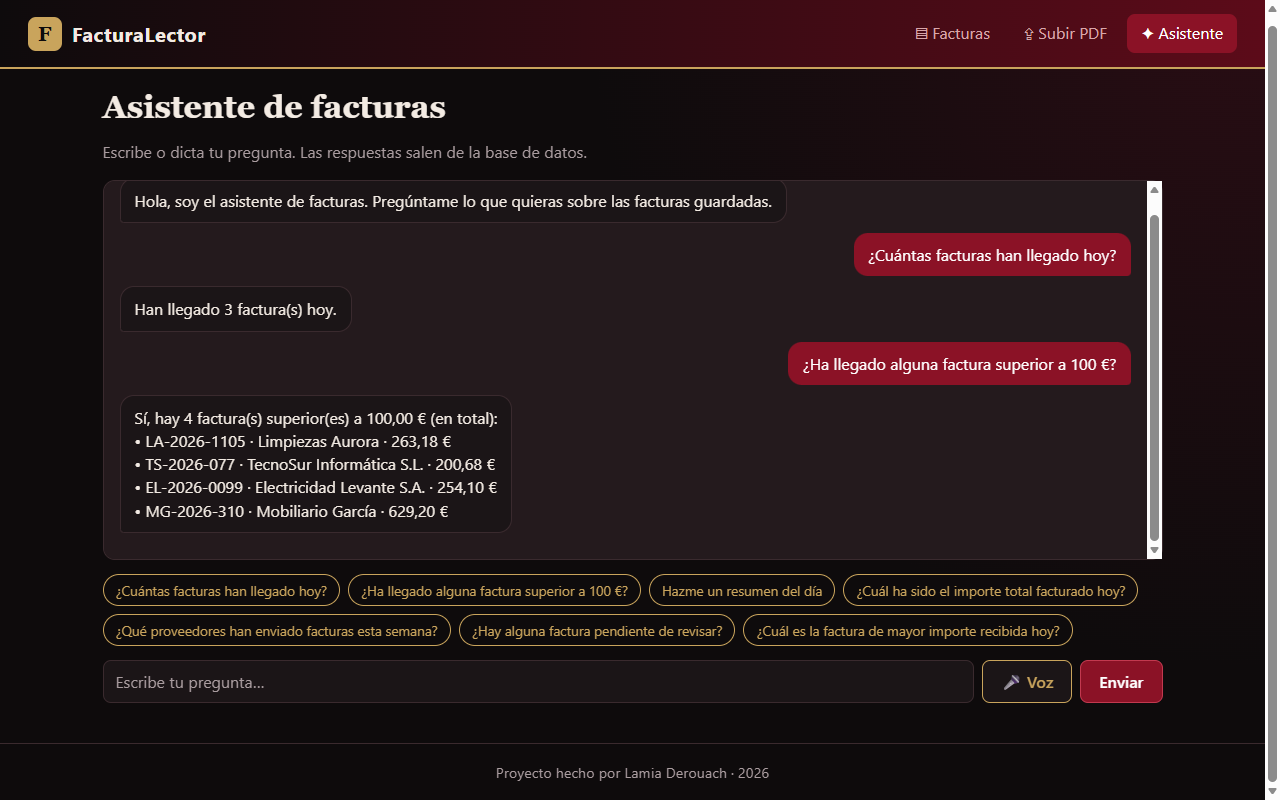 F FacturaLector
Facturas
Subir PDF
Asistente
Asistente de facturas
Escribe o dicta tu pregunta. Las respuestas salen de la base de datos.
Hola, soy el asistente de facturas. Pregúntame lo que quieras sobre las facturas guardadas.
¿Cuántas facturas han llegado hoy?
Han llegado 3 factura(s) hoy.
¿Ha llegado alguna factura superior a 100 €?
Sí, hay 4 factura(s) superior(es) a 100,00 € (en total):
• LA-2026-1105 · Limpiezas Aurora · 263,18 €
• TS-2026-077 · TecnoSur Informática S.L. · 200,68 €
• EL-2026-0099 · Electricidad Levante S.A. · 254,10 €
• MG-2026-310 · Mobiliario García · 629,20 €
¿Cuántas facturas han llegado hoy?
¿Ha llegado alguna factura superior a 100 €?
Hazme un resumen del día
¿Cuál ha sido el importe total facturado hoy?
¿Qué proveedores han enviado facturas esta semana?
¿Hay alguna factura pendiente de revisar?
¿Cuál es la factura de mayor importe recibida hoy?
Escribe tu pregunta...
Voz
Enviar
Proyecto hecho por Lamia Derouach · 2026